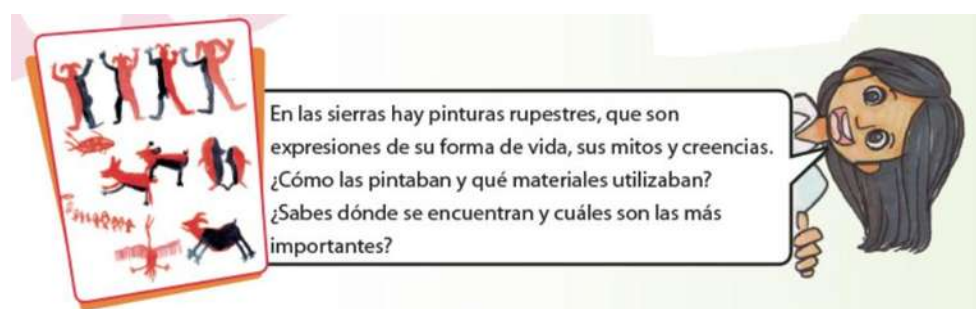 En las sierras hay pinturas rupestres, que son
expresiones de su forma de vida, sus mitos y creencias.
¿Cómo las pintaban y qué materiales utilizaban?
¿Sabes dónde se encuentran y cuáles son las más
importantes?